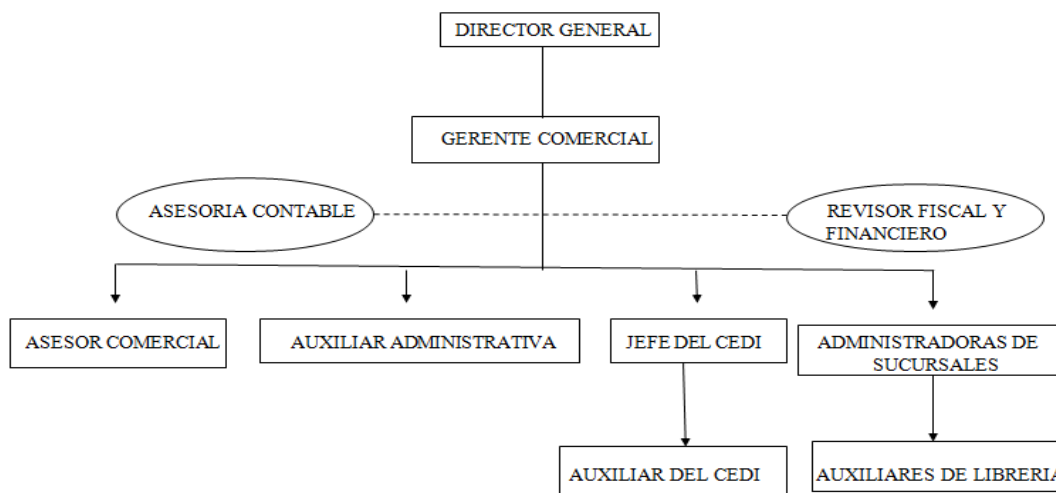 DIRECTOR GENERAL
GERENTE COMERCIAL
ASESORIA CONTABLE
REVISOR FISCAL Y
FINANCIERO
ASESOR COMERCIAL
AUXILIAR ADMINISTRATIVA
JEFE DEL CEDI
ADMINISTRADORAS DE
SUCURSALES
AUXILIAR DEL CEDI
AUXILIARES DE LIBRERIA